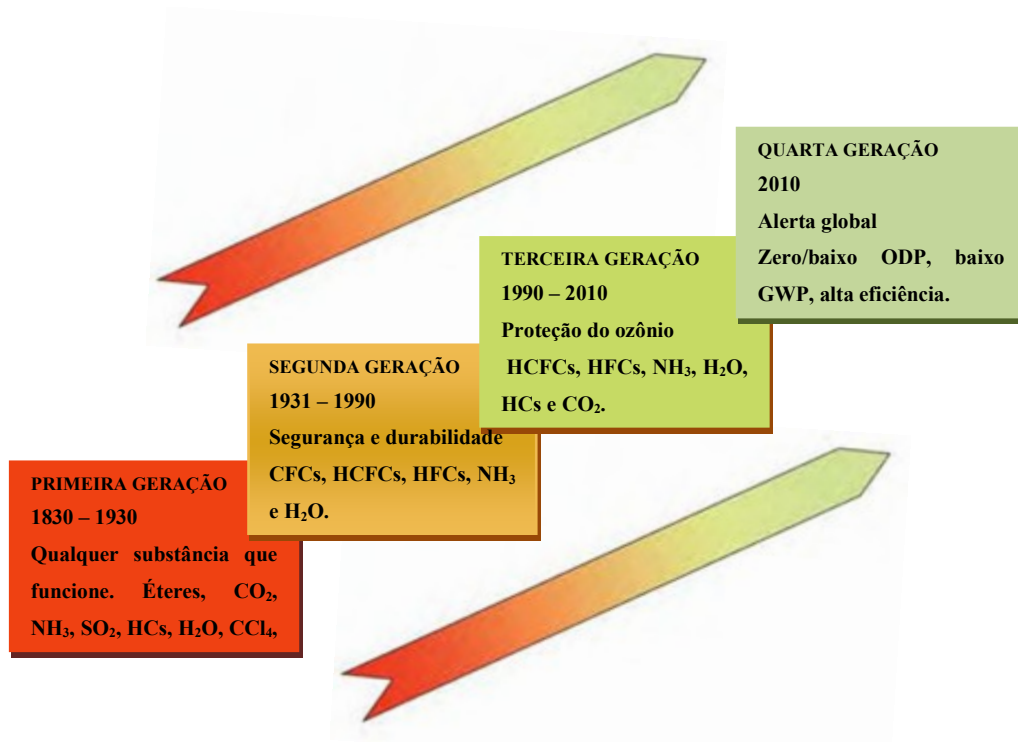 PRIMEIRA GERAÇÃO
1830 – 1930
Qualquer substância que
funcione. Éteres, CO₂,
NH₃, SO₂, HCs, H₂O, CCl₄,
SEGUNDA GERAÇÃO
1931 – 1990
Segurança e durabilidade
CFCs, HCFCs, HFCs, NH₃
e H₂O.
TERCEIRA GERAÇÃO
1990 – 2010
Proteção do ozônio
HCFCs, HFCs, NH₃, H₂O,
HCs e CO₂.
QUARTA GERAÇÃO
2010
Alerta global
Zero/baixo ODP, baixo
GWP, alta eficiência.